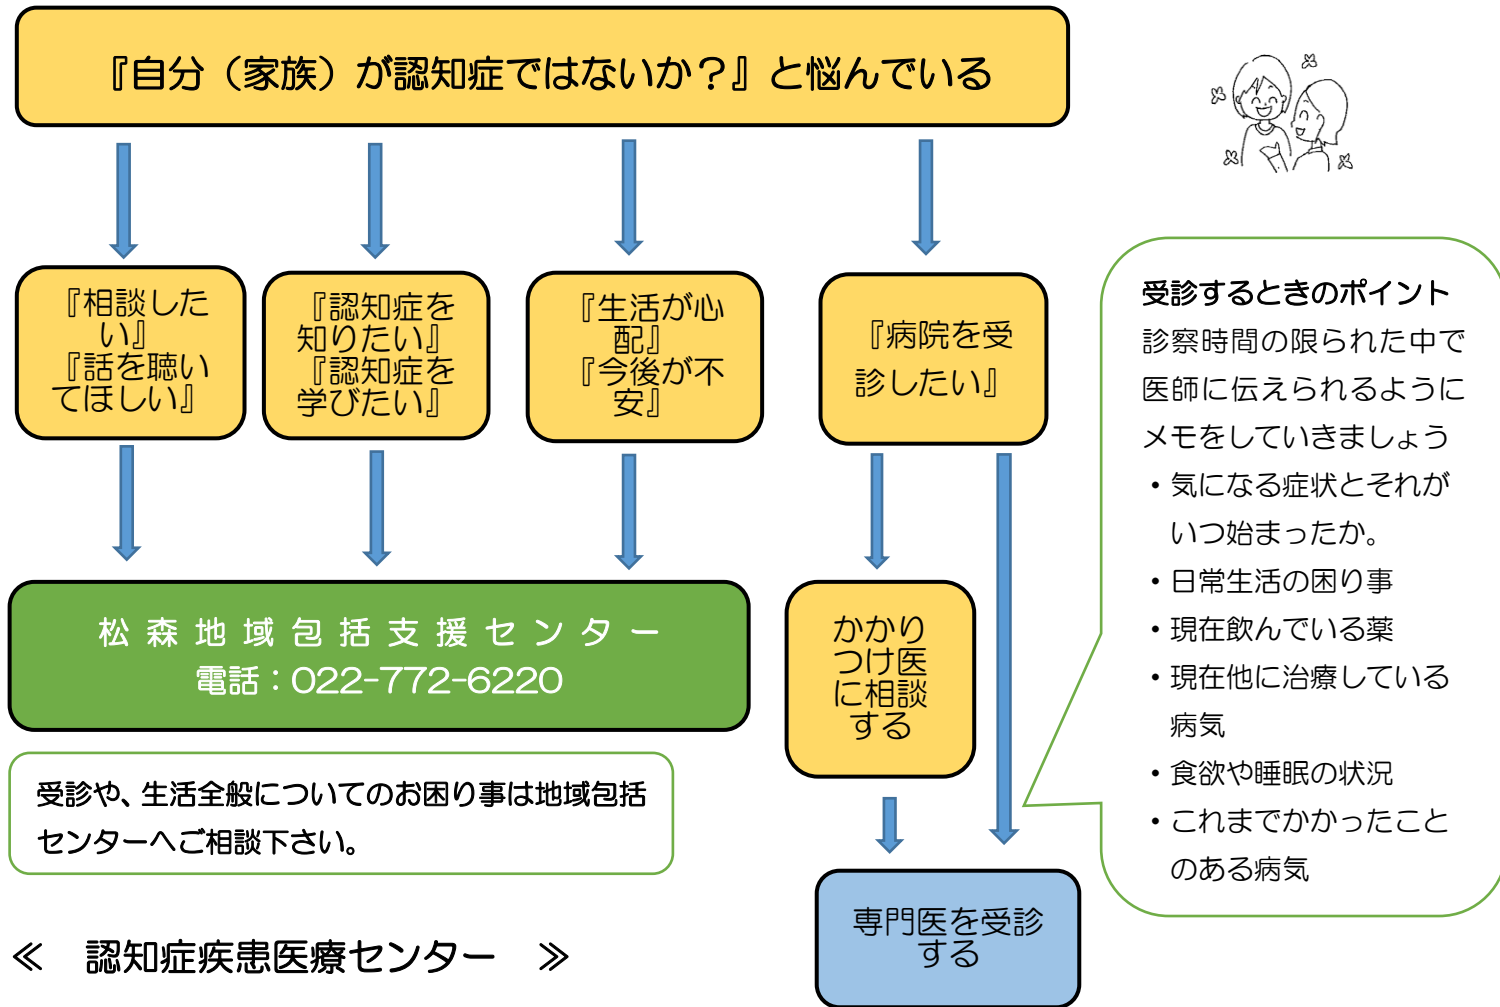 『自分（家族）が認知症ではないか？』と悩んでいる
『相談した
い』
『話を聴い
てほしい』
『認知症を
知りたい』
『認知症を
学びたい』
『生活が心
配』
『今後が不
安』
『病院を受
診したい』
松森地域包括支援センター
電話：022-772-6220
かかり
つけ医
に相談
する
受診や、生活全般についてのお困り事は地域包括
センターへご相談下さい。
専門医を受診
する
受診するときのポイント
診察時間の限られた中で
医師に伝えられるように
メモをしていきましょう
・気になる症状とそれが
いつ始まったか。
・日常生活の困り事
・現在飲んでいる薬
・現在他に治療している
病気
・食欲や睡眠の状況
・これまでかかったこと
のある病気
≪　認知症疾患医療センター　≫